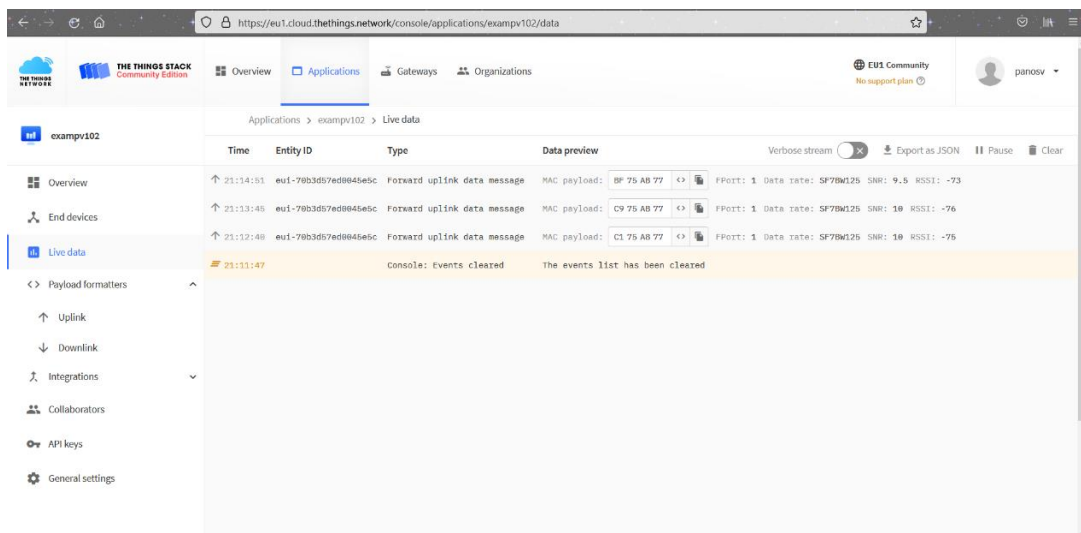 https://eu1.cloud.thethings.network/console/applications/exampv102/data
THE THINGS NETWORK
THE THINGS STACK
Community Edition
Overview
Applications
Gateways
Organizations
EU1 Community
No support plan
panosv
exampv102
Applications > exampv102 > Live data
Time Entity ID Type Data preview Verbose stream Export as JSON Pause Clear
↑ 21:14:51 eui-70b3d57ed0045e5c Forward uplink data message MAC payload: BF 75 A8 77 <> FPort: 1 Data rate: SF7BW125 SNR: 9.5 RSSI: -73
↑ 21:13:45 eui-70b3d57ed0045e5c Forward uplink data message MAC payload: C9 75 A8 77 <> FPort: 1 Data rate: SF7BW125 SNR: 10 RSSI: -76
↑ 21:12:40 eui-70b3d57ed0045e5c Forward uplink data message MAC payload: C1 75 A8 77 <> FPort: 1 Data rate: SF7BW125 SNR: 10 RSSI: -75
21:11:47 Console: Events cleared The events list has been cleared
Overview
End devices
Live data
<> Payload formatters
↑ Uplink
↓ Downlink
Integrations
Collaborators
API keys
General settings